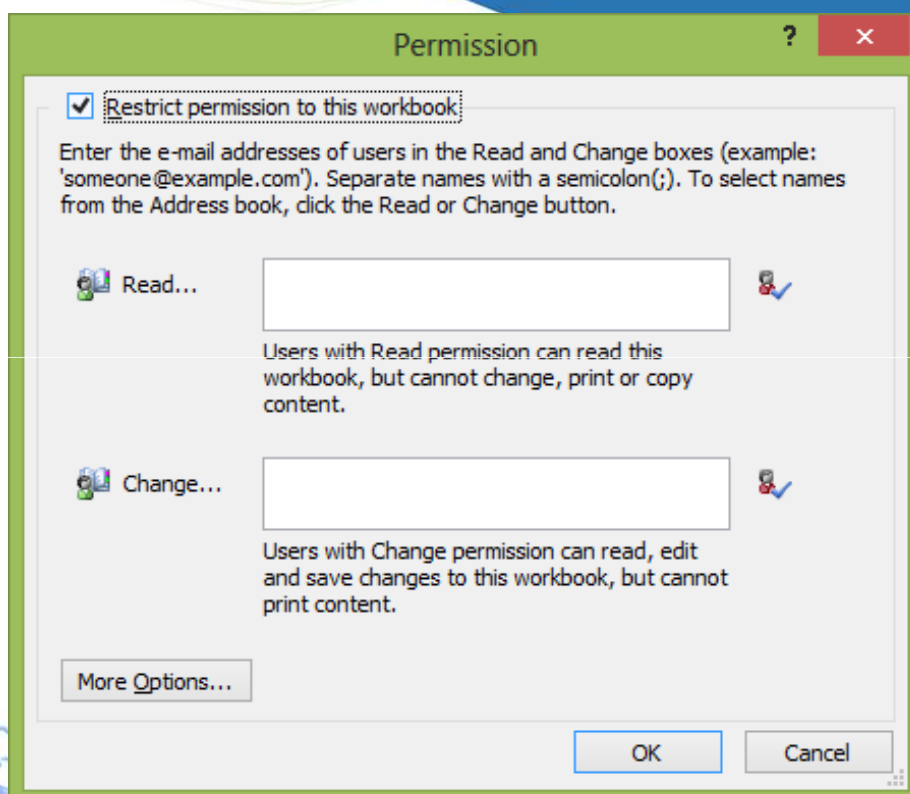 Permission
?
×
Restrict permission to this workbook
Enter the e-mail addresses of users in the Read and Change boxes (example:
'someone@example.com'). Separate names with a semicolon(;). To select names
from the Address book, click the Read or Change button.
Read...
Users with Read permission can read this
workbook, but cannot change, print or copy
content.
Change...
Users with Change permission can read, edit
and save changes to this workbook, but cannot
print content.
More Options...
OK
Cancel